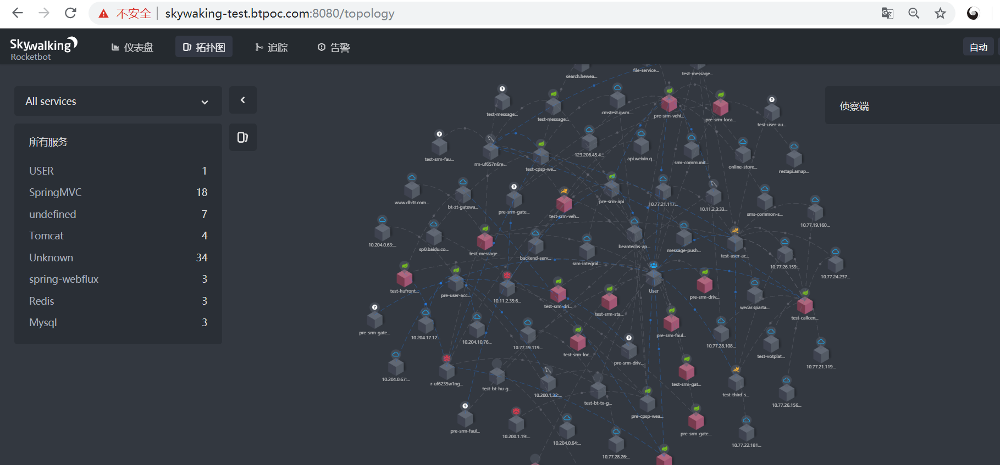 不安全 skywaking-test.btpoc.com:8080/topology
Skywalking
Rocketbot
仪表盘 拓扑图 追踪 告警 自动
All services
所有服务
USER 1
SpringMVC 18
undefined 7
Tomcat 4
Unknown 34
spring-webflux 3
Redis 3
Mysql 3
侦察端
search.hewea...
file-service...
test-message...
test-message...
test-message...
cmstest.gwm....
pre-srm-vehi...
pre-srm-loca...
test-user-au...
test-srm-fau...
rm-uf657n6re...
test-cpsp-we...
123.206.45.4...
api.weixin.q...
srm-communit...
online-store...
restapi.amap...
www.dh3t.com...
bt-zt-gatewa...
pre-srm-gate...
test-srm-veh...
pre-srm-api
10.77.21.117...
10.11.2.3:33...
sms-common-s...
10.77.19.160...
10.204.0.63:...
sp0.baidu.co...
test-message...
backend-serv...
srm-integral...
beantechs-ap...
message-push...
test-user-ac...
10.77.26.159...
10.77.24.237...
test-hufront...
pre-user-acc...
10.11.2.35:6...
test-srm-dri...
test-srm-sta...
User
pre-srm-driv...
wecar.sparta...
test-callcen...
pre-srm-gate...
10.204.17.12...
10.204.10.76...
10.77.19.119...
test-srm-loc...
pre-srm-driv...
pre-srm-faul...
10.77.28.108...
test-votplat...
10.77.21.119...
10.204.0.67:...
r-uf6235w1ng...
test-bt-hu-g...
10.200.1.32:...
test-bt-tx-g...
pre-cpsp-wea...
test-srm-gat...
test-third-s...
10.77.26.156...
pre-srm-faul...
10.200.1.19:...
10.204.0.64:...
10.77.28.26:...
pre-srm-gate...
10.77.22.181...